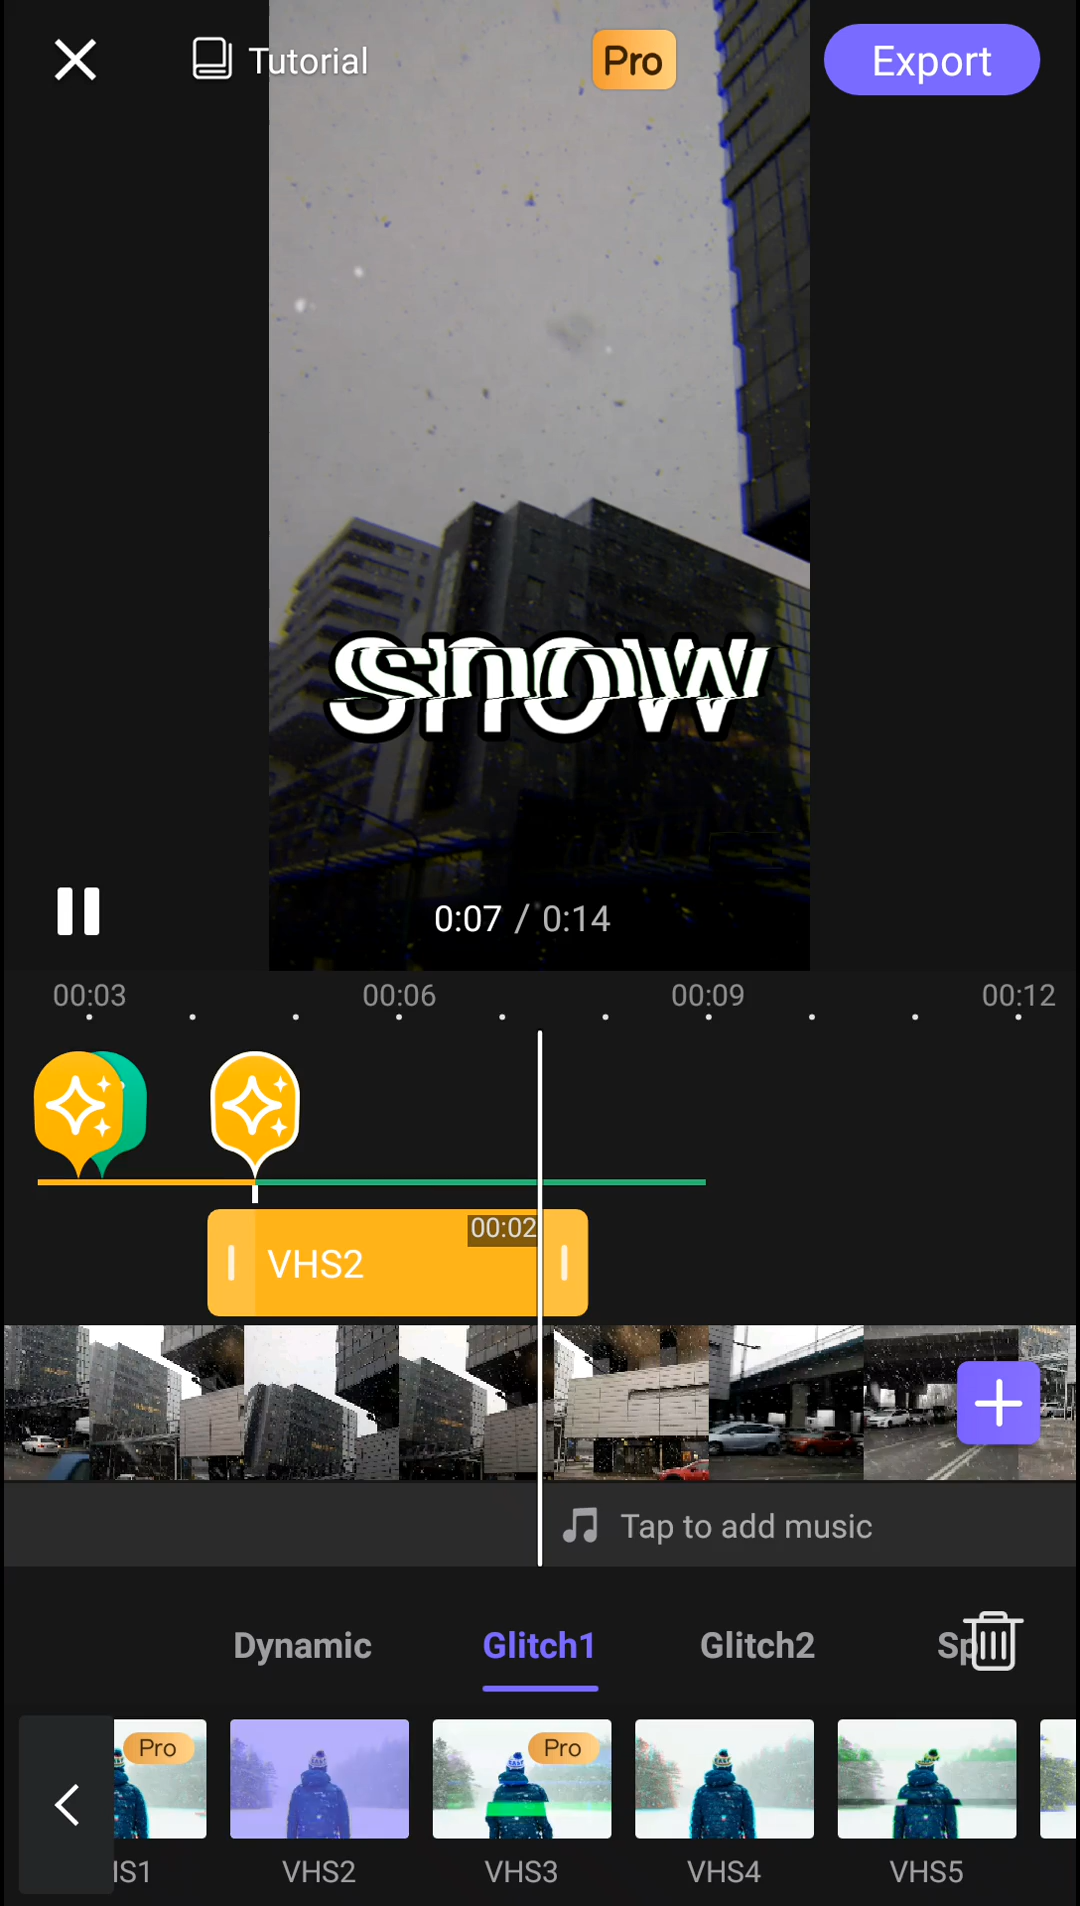 Tutorial
Pro
Export
snow
0:07 / 0:14
00:03
00:06
00:09
00:12
00:02
VHS2
Tap to add music
Dynamic
Glitch1
Glitch2
Sp
Pro
Pro
VHS2
VHS3
VHS4
VHS5